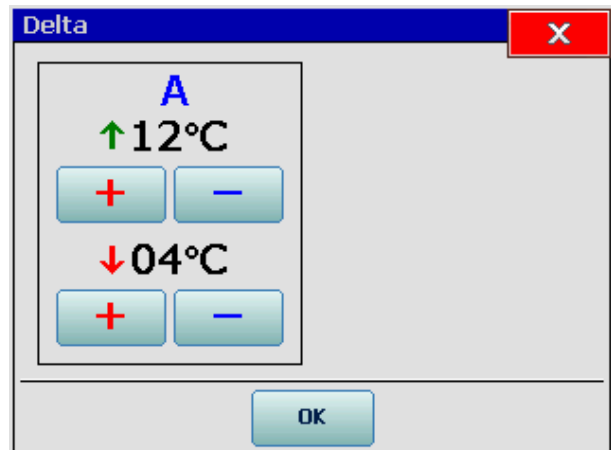 Delta
X
A
↑12°C
+ −
↓04°C
+ −
OK